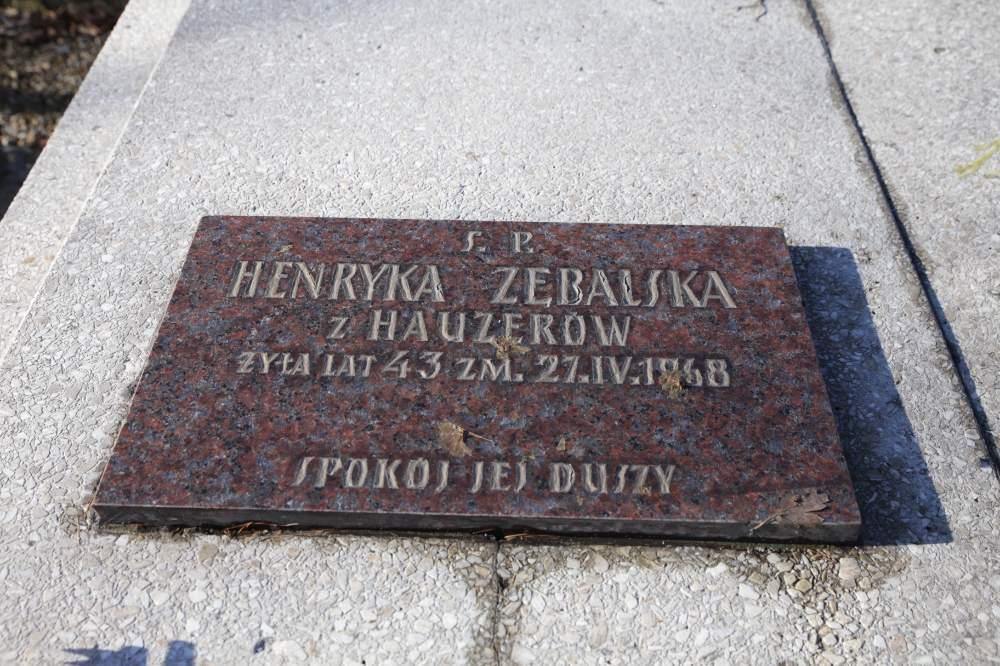 Ś. P.
HENRYKA ZĘBALSKA
Z HAUZERÓW
ŻYŁA LAT 43 ZM. 27.IV.1968
SPOKÓJ JEJ DUSZY